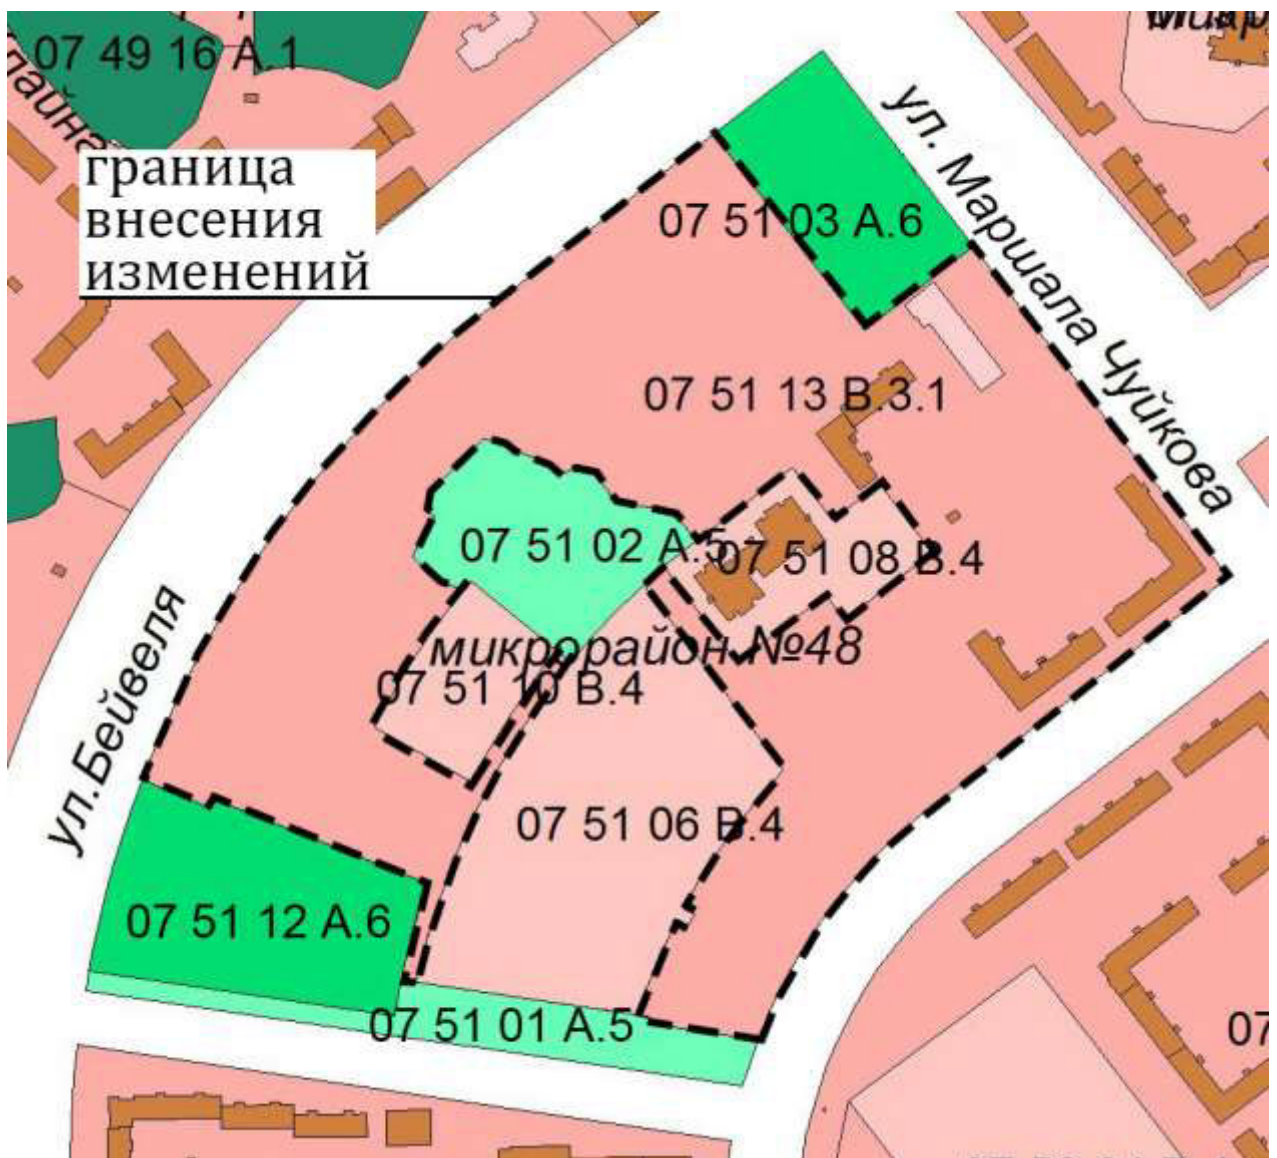 07 49 16 А.1
граница
внесения
изменений
ул. Маршала Чуйкова
07 51 03 А.6
07 51 13 В.3.1
07 51 02 А.5
07 51 08 В.4
микрорайон №48
07 51 10 В.4
ул.Бейвеля
07 51 06 В.4
07 51 12 А.6
07 51 01 А.5
07